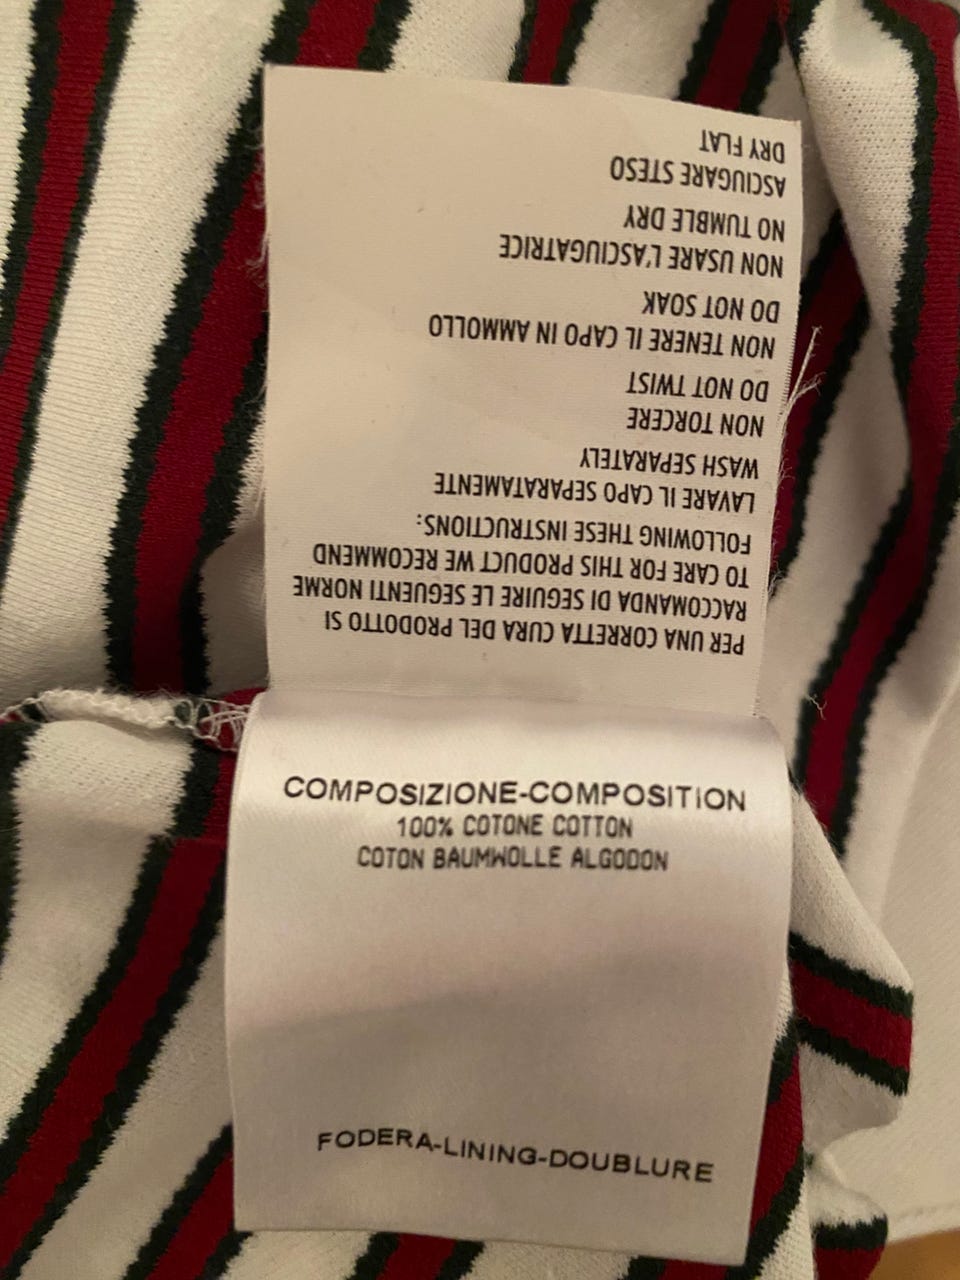 PER UNA CORRETTA CURA DEL PRODOTTO SI
RACCOMANDA DI SEGUIRE LE SEGUENTI NORME
TO CARE FOR THIS PRODUCT WE RECOMMEND
FOLLOWING THESE INSTRUCTIONS:
LAVARE IL CAPO SEPARATAMENTE
WASH SEPARATELY
NON TORCERE
DO NOT TWIST
NON TENERE IL CAPO IN AMMOLLO
DO NOT SOAK
NON USARE L'ASCIUGATRICE
NO TUMBLE DRY
ASCIUGARE STESO
DRY FLAT
COMPOSIZIONE-COMPOSITION
100% COTONE COTTON
COTON BAUMWOLLE ALGODON
FODERA-LINING-DOUBLURE